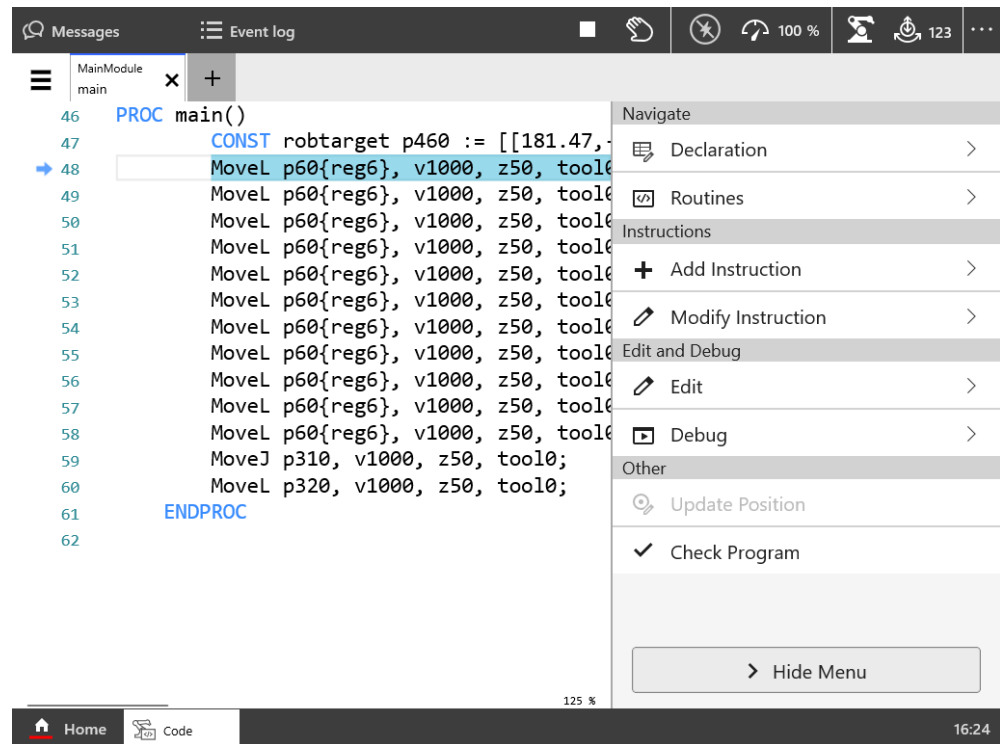 Messages Event log 100 % 123 ...
MainModule
main
46 PROC main()
47 CONST robtarget p460 := [[181.47,-
48 MoveL p60{reg6}, v1000, z50, tool0
49 MoveL p60{reg6}, v1000, z50, tool0
50 MoveL p60{reg6}, v1000, z50, tool0
51 MoveL p60{reg6}, v1000, z50, tool0
52 MoveL p60{reg6}, v1000, z50, tool0
53 MoveL p60{reg6}, v1000, z50, tool0
54 MoveL p60{reg6}, v1000, z50, tool0
55 MoveL p60{reg6}, v1000, z50, tool0
56 MoveL p60{reg6}, v1000, z50, tool0
57 MoveL p60{reg6}, v1000, z50, tool0
58 MoveL p60{reg6}, v1000, z50, tool0
59 MoveJ p310, v1000, z50, tool0;
60 MoveL p320, v1000, z50, tool0;
61 ENDPROC
62
125 %
Navigate
Declaration
Routines
Instructions
Add Instruction
Modify Instruction
Edit and Debug
Edit
Debug
Other
Update Position
Check Program
Hide Menu
Home Code 16:24